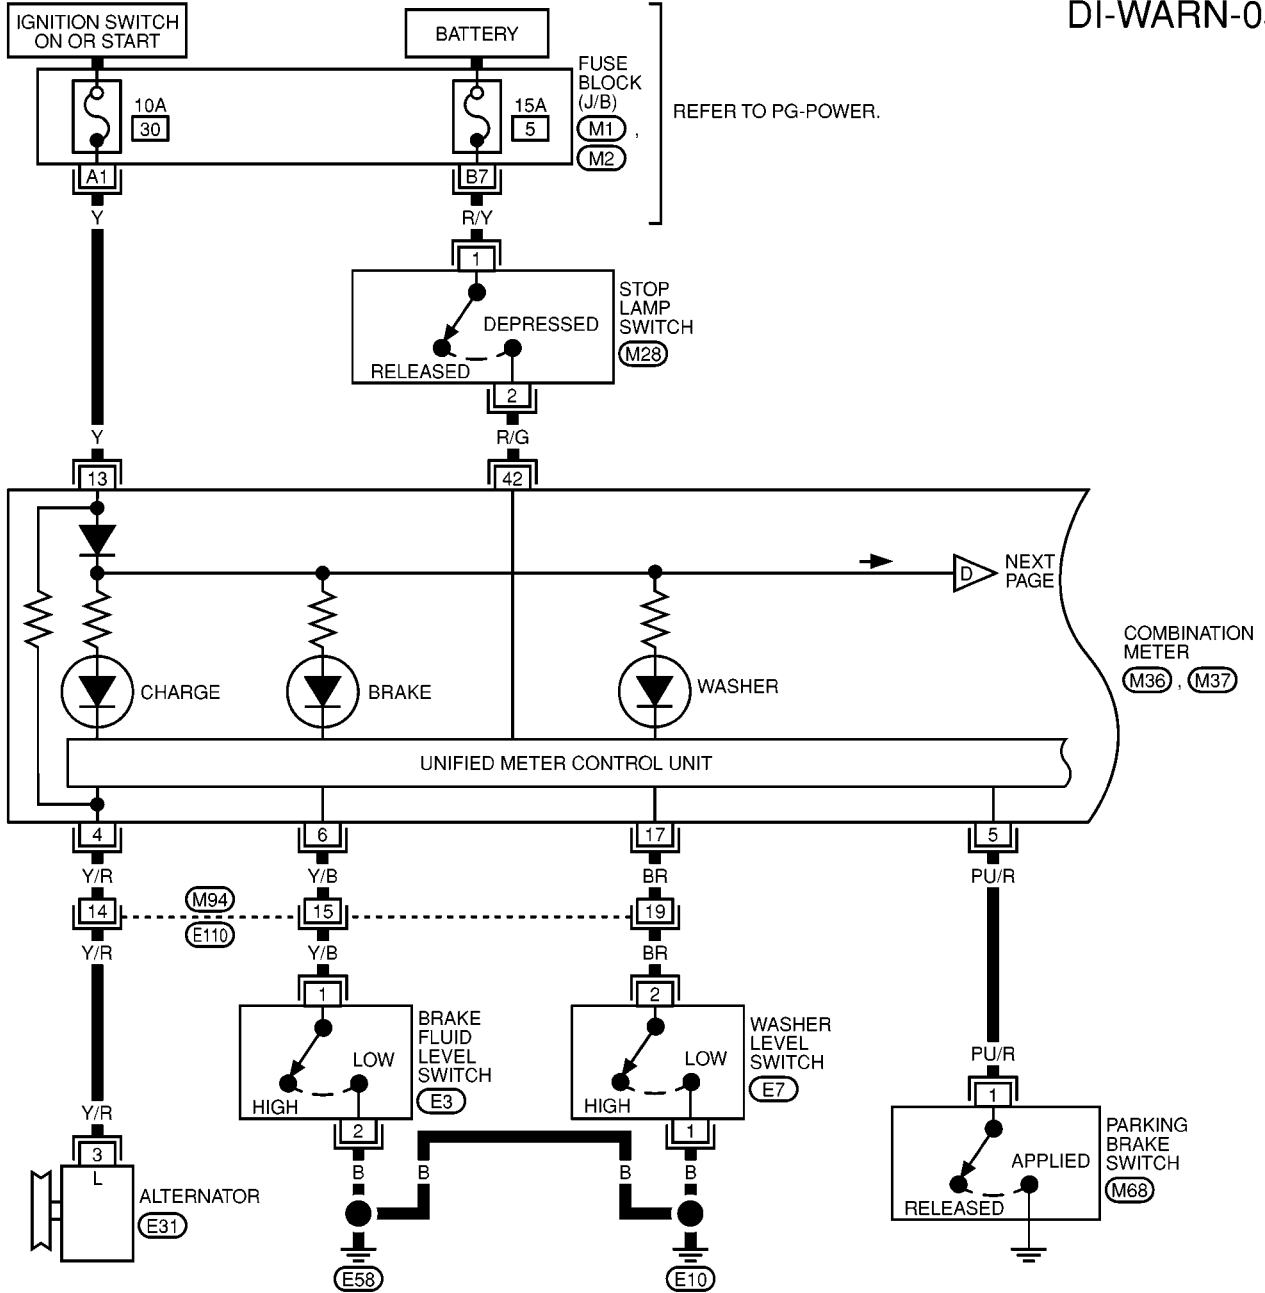 DI-WARN-0
IGNITION SWITCH
ON OR START
BATTERY
FUSE
BLOCK
(J/B)
M1 ,
M2
REFER TO PG-POWER.
10A
30
15A
5
A1
B7
Y
R/Y
1
STOP
LAMP
SWITCH
M28
DEPRESSED
RELEASED
2
Y
R/G
13
42
D
NEXT
PAGE
COMBINATION
METER
M36 , M37
CHARGE
BRAKE
WASHER
UNIFIED METER CONTROL UNIT
4
6
17
5
Y/R
Y/B
BR
PU/R
14
M94
E110
15
19
Y/R
Y/B
BR
1
2
BRAKE
FLUID
LEVEL
SWITCH
E3
LOW
HIGH
WASHER
LEVEL
SWITCH
E7
LOW
HIGH
PU/R
1
Y/R
2
1
3
L
ALTERNATOR
E31
B
B
B
B
PARKING
BRAKE
SWITCH
M68
APPLIED
RELEASED
E58
E10